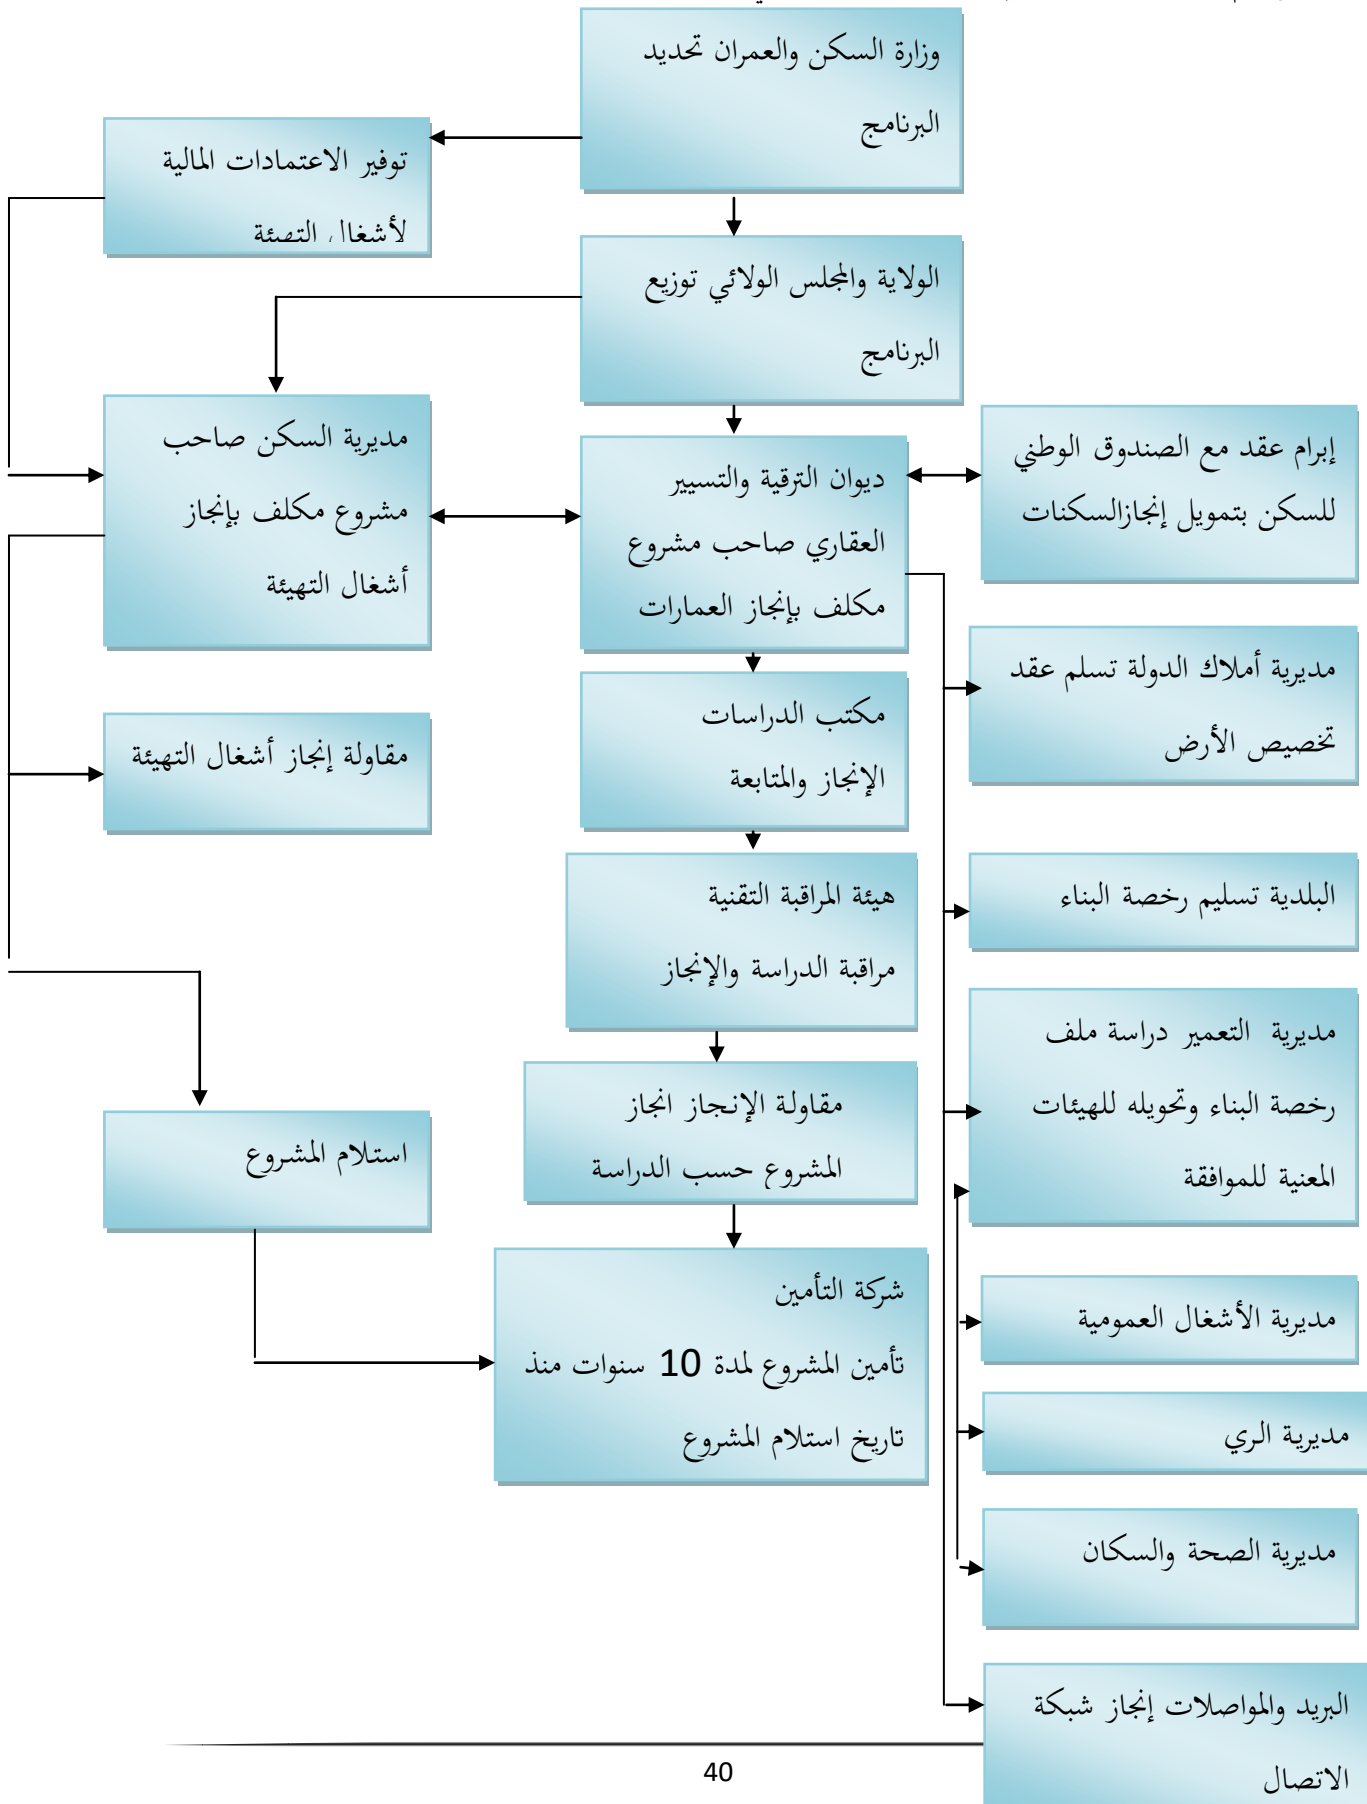 وزارة السكن والعمران تحديد
البرنامج
توفير الاعتمادات المالية
لأشغال التهيئة
الولاية والمجلس الولائي توزيع
البرنامج
مديرية السكن صاحب
مشروع مكلف بإنجاز
أشغال التهيئة
ديوان الترقية والتسيير
العقاري صاحب مشروع
مكلف بإنجاز العمارات
إبرام عقد مع الصندوق الوطني
للسكن بتمويل إنجازالسكنات
مديرية أملاك الدولة تسلم عقد
تخصيص الأرض
مكتب الدراسات
الإنجاز والمتابعة
مقاولة إنجاز أشغال التهيئة
هيئة المراقبة التقنية
مراقبة الدراسة والإنجاز
البلدية تسليم رخصة البناء
مديرية التعمير دراسة ملف
رخصة البناء وتحويله للهيئات
المعنية للموافقة
مقاولة الإنجاز انجاز
المشروع حسب الدراسة
استلام المشروع
شركة التأمين
تأمين المشروع لمدة 10 سنوات منذ
تاريخ استلام المشروع
مديرية الأشغال العمومية
مديرية الري
مديرية الصحة والسكان
البريد والمواصلات إنجاز شبكة
الاتصال
40